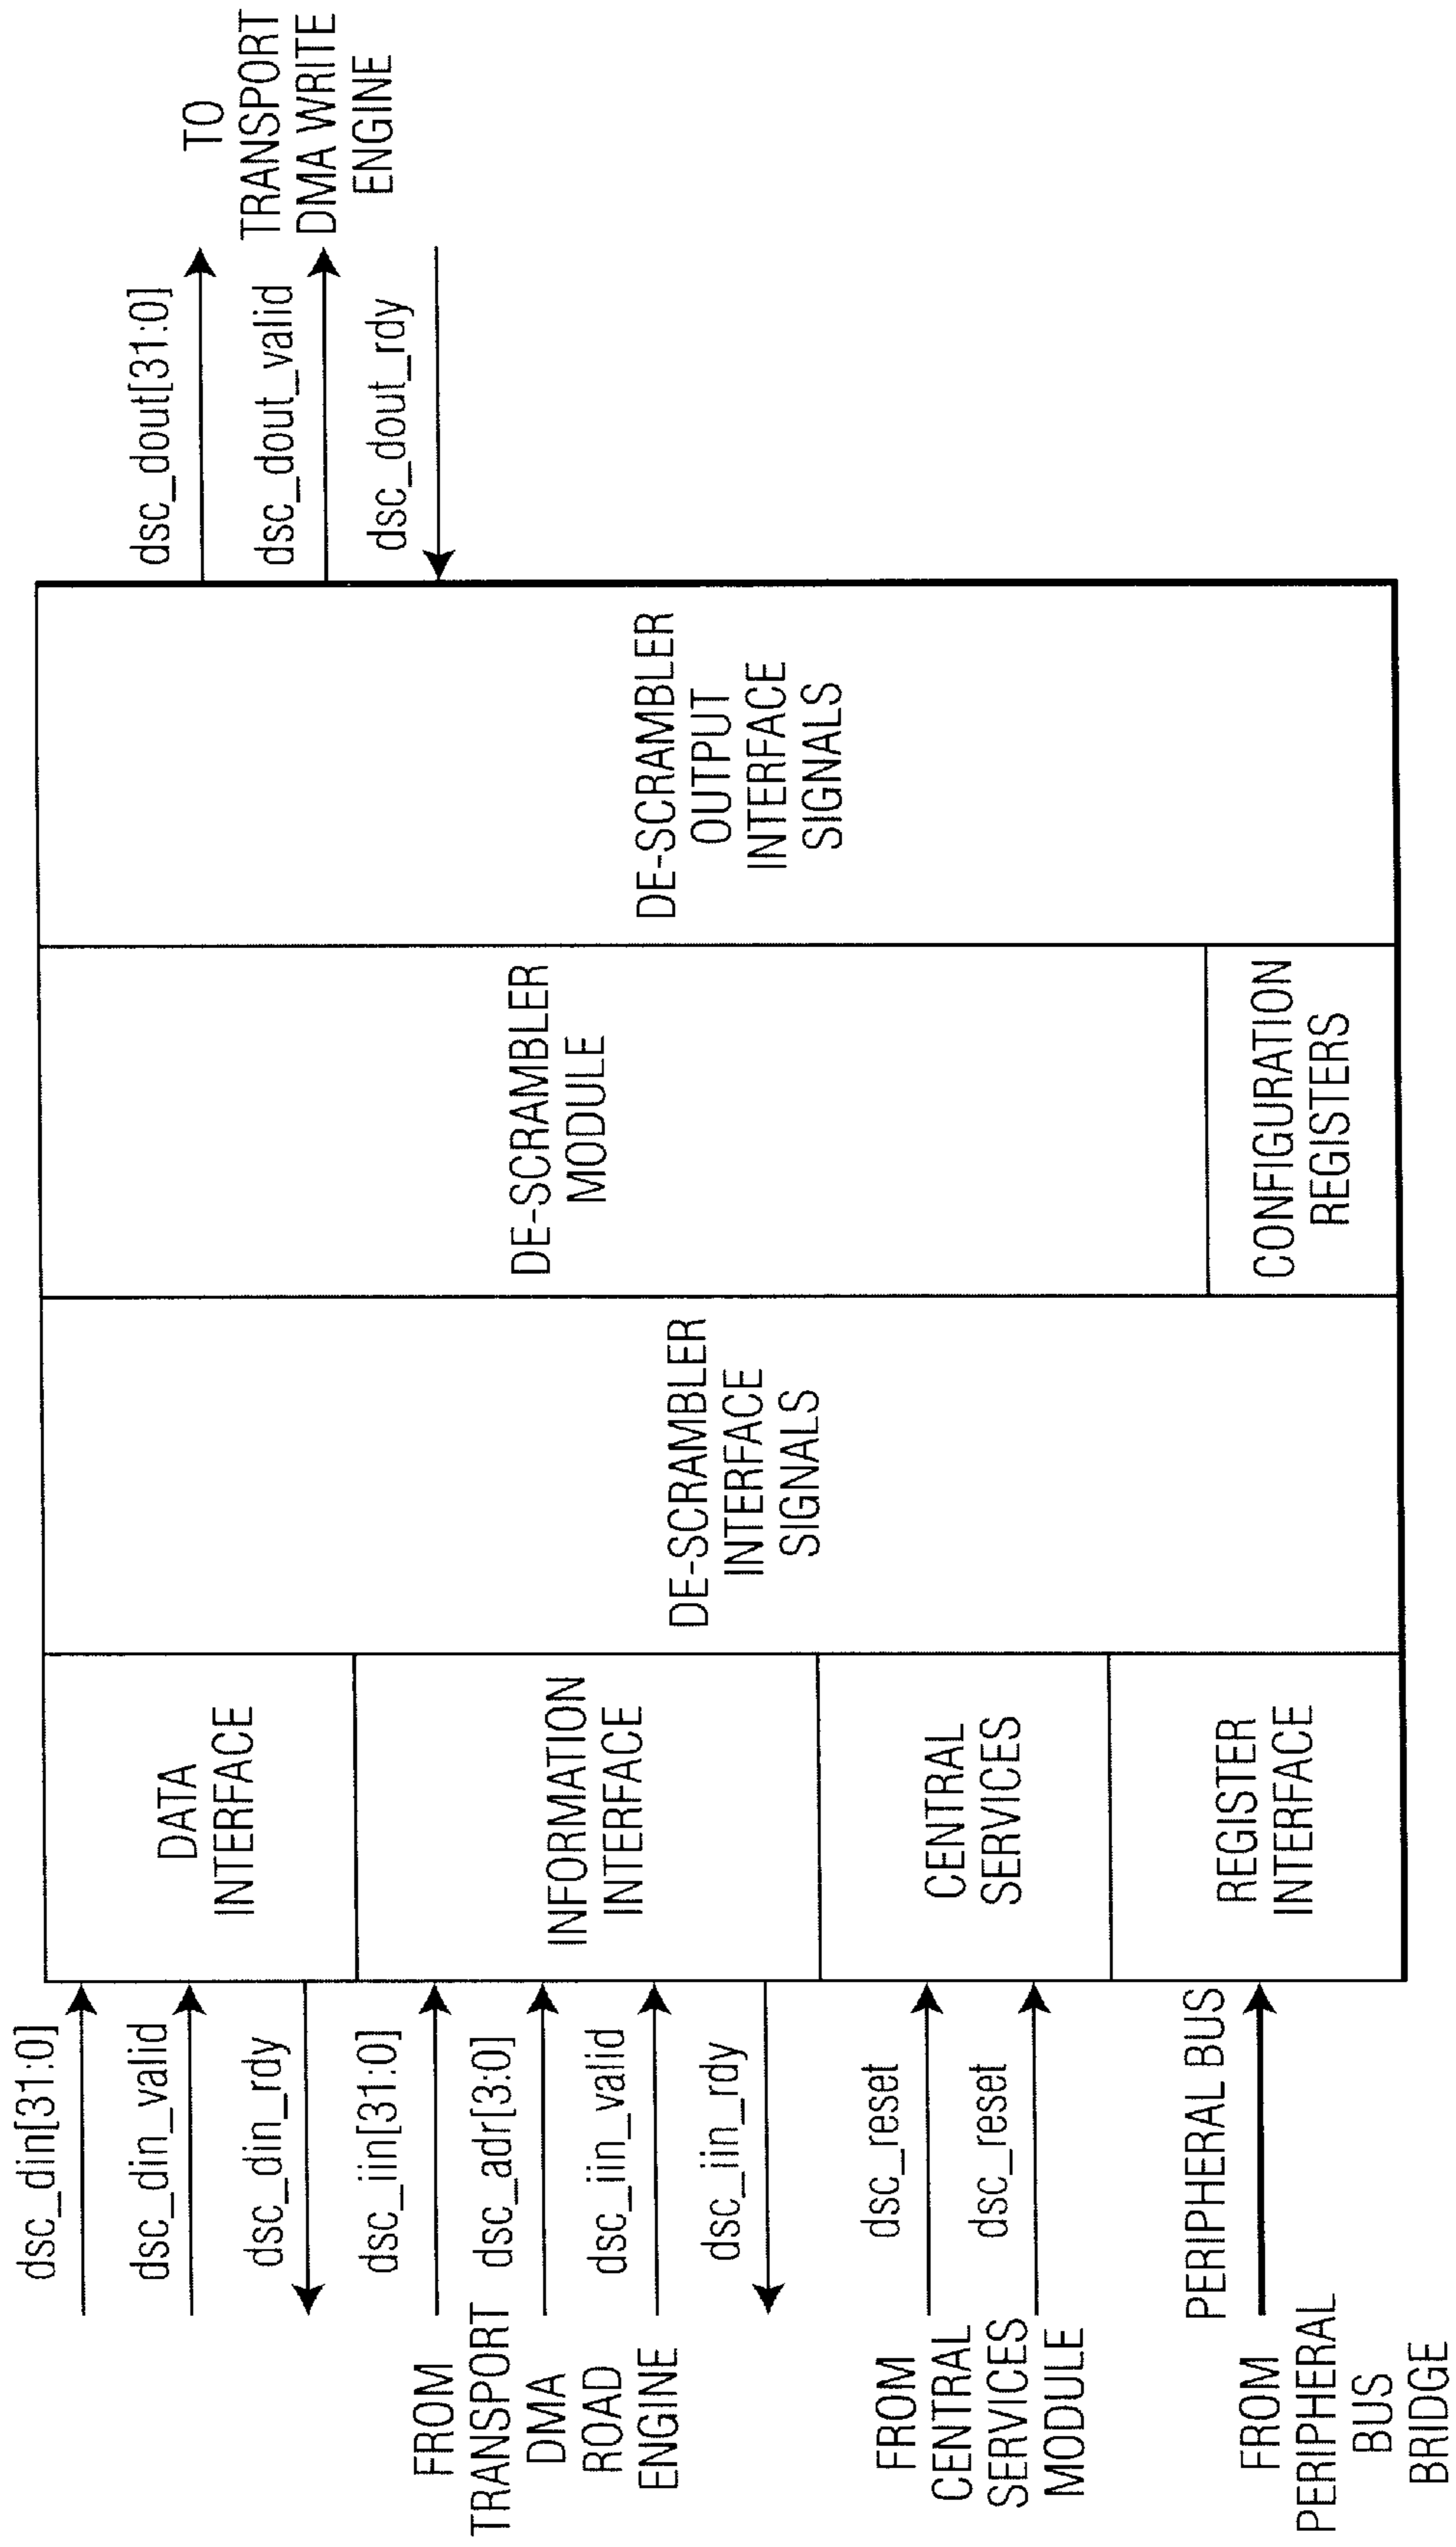 dsc_din[31:0]
dsc_din_valid
dsc_din_rdy
dsc_iin[31:0]
FROM
TRANSPORT
DMA
ROAD
ENGINE
dsc_adr[3:0]
dsc_iin_valid
dsc_iin_rdy
FROM
CENTRAL
SERVICES
MODULE
dsc_reset
dsc_reset
PERIPHERAL BUS
FROM
PERIPHERAL
BUS
BRIDGE
DATA
INTERFACE
INFORMATION
INTERFACE
CENTRAL
SERVICES
REGISTER
INTERFACE
DE-SCRAMBLER
INTERFACE
SIGNALS
DE-SCRAMBLER
MODULE
CONFIGURATION
REGISTERS
DE-SCRAMBLER
OUTPUT
INTERFACE
SIGNALS
dsc_dout[31:0]
dsc_dout_valid
dsc_dout_rdy
TO
TRANSPORT
DMA WRITE
ENGINE